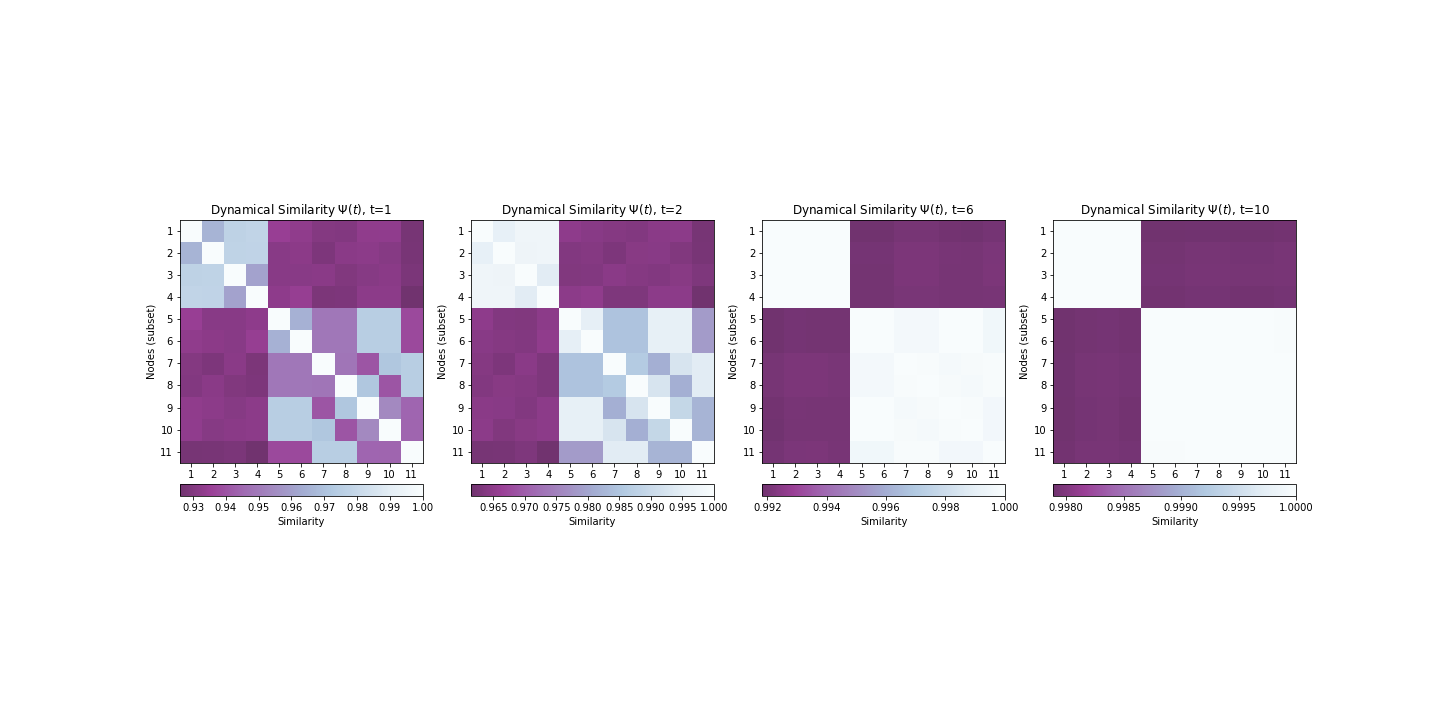 Dynamical Similarity Ψ(t), t=1
Nodes (subset)
1
2
3
4
5
6
7
8
9
10
11
1 2 3 4 5 6 7 8 9 10 11
0.93 0.94 0.95 0.96 0.97 0.98 0.99 1.00
Similarity
Dynamical Similarity Ψ(t), t=2
Nodes (subset)
1
2
3
4
5
6
7
8
9
10
11
1 2 3 4 5 6 7 8 9 10 11
0.965 0.970 0.975 0.980 0.985 0.990 0.995 1.000
Similarity
Dynamical Similarity Ψ(t), t=6
Nodes (subset)
1
2
3
4
5
6
7
8
9
10
11
1 2 3 4 5 6 7 8 9 10 11
0.992 0.994 0.996 0.998 1.000
Similarity
Dynamical Similarity Ψ(t), t=10
Nodes (subset)
1
2
3
4
5
6
7
8
9
10
11
1 2 3 4 5 6 7 8 9 10 11
0.9980 0.9985 0.9990 0.9995 1.0000
Similarity